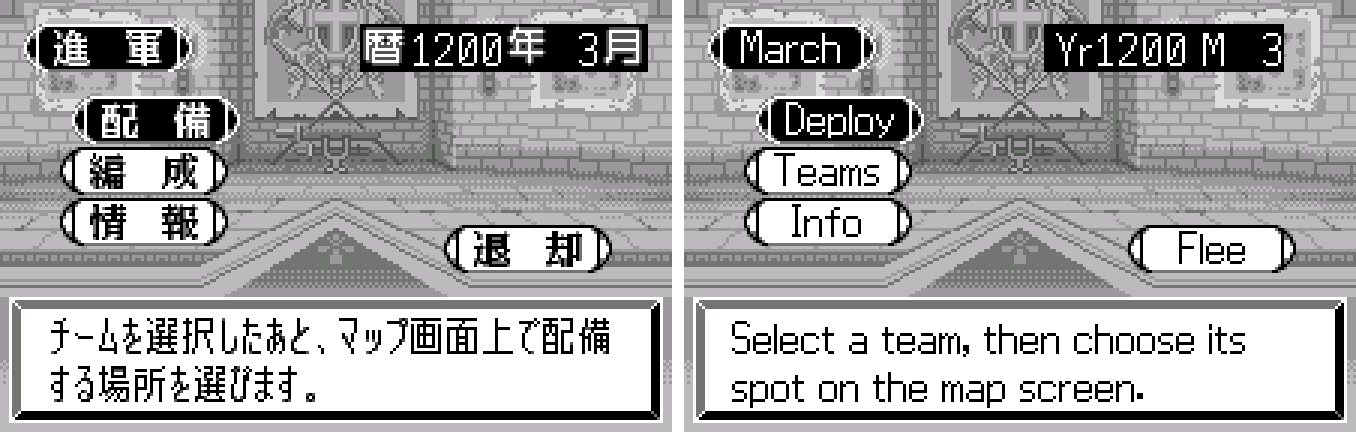 進軍
暦1200年 3月
配備
編成
情報
退却
チームを選択したあと、マップ画面上で配備
する場所を選びます。
March
Yr1200 M 3
Deploy
Teams
Info
Flee
Select a team, then choose its
spot on the map screen.